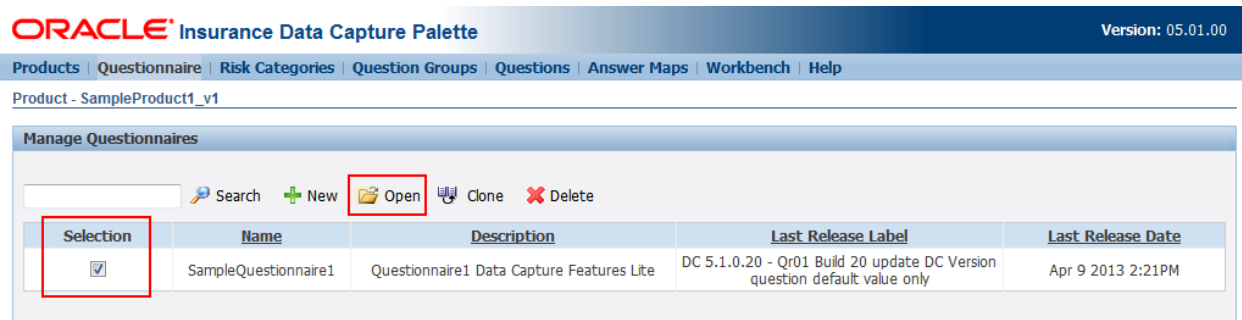 ORACLE Insurance Data Capture Palette
Version: 05.01.00
Products | Questionnaire | Risk Categories | Question Groups | Questions | Answer Maps | Workbench | Help
Product - SampleProduct1_v1
Manage Questionnaires
Search New Open Clone Delete
Selection Name Description Last Release Label Last Release Date
SampleQuestionnaire1 Questionnaire1 Data Capture Features Lite DC 5.1.0.20 - Qr01 Build 20 update DC Version Apr 9 2013 2:21PM
question default value only